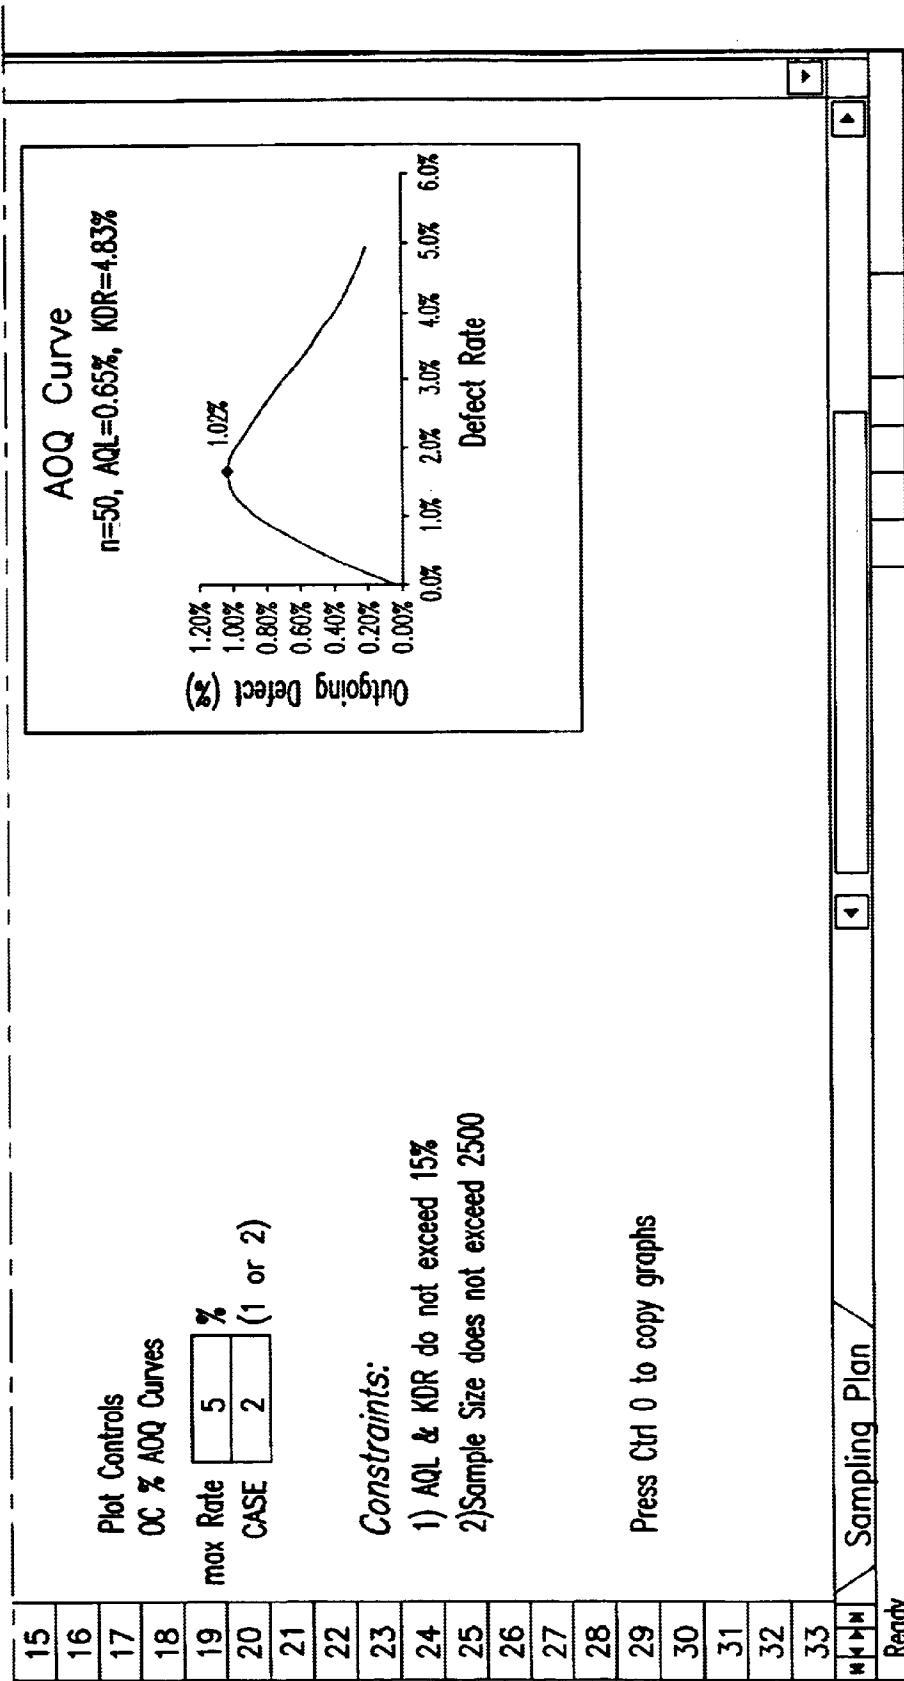 15
16
17
18
19
20
21
22
23
24
25
26
27
28
29
30
31
32
33
Plot Controls
OC % AOQ Curves
max Rate 5 %
CASE 2 (1 or 2)
Constraints:
1) AQL & KDR do not exceed 15%
2)Sample Size does not exceed 2500
Press Ctrl 0 to copy graphs
AOQ Curve
n=50, AQL=0.65%, KDR=4.83%
Outgoing Defect (%)
1.20%
1.00%
0.80%
0.60%
0.40%
0.20%
0.00%
1.02%
0.0% 1.0% 2.0% 3.0% 4.0% 5.0% 6.0%
Defect Rate
Sampling Plan
Ready